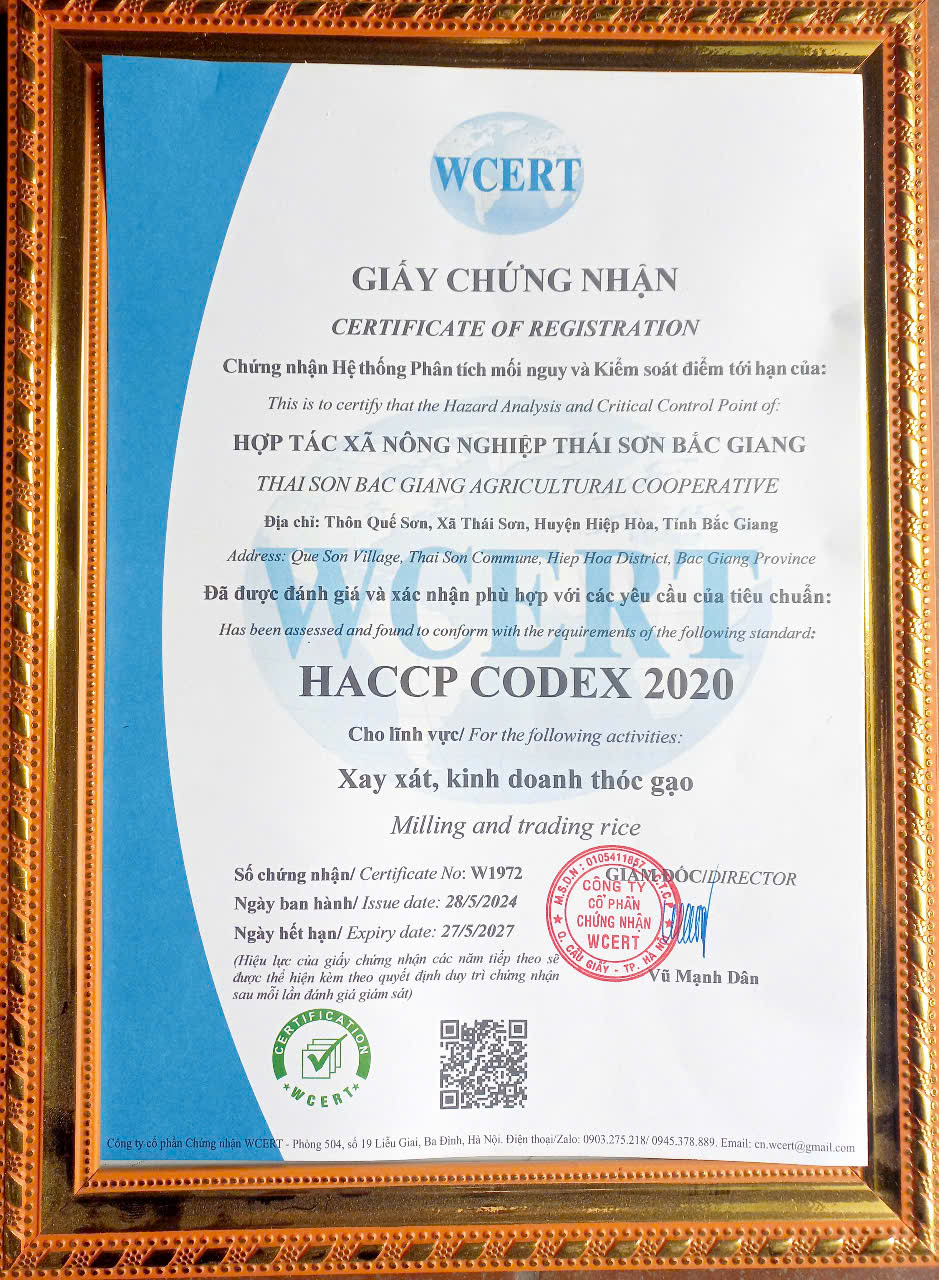 WCERT
GIẤY CHỨNG NHẬN
CERTIFICATE OF REGISTRATION
Chứng nhận Hệ thống Phân tích mối nguy và Kiểm soát điểm tới hạn của:
This is to certify that the Hazard Analysis and Critical Control Point of:
HỢP TÁC XÃ NÔNG NGHIỆP THÁI SƠN BẮC GIANG
THAI SON BAC GIANG AGRICULTURAL COOPERATIVE
Địa chỉ: Thôn Quế Sơn, Xã Thái Sơn, Huyện Hiệp Hòa, Tỉnh Bắc Giang
Address: Que Son Village, Thai Son Commune, Hiep Hoa District, Bac Giang Province
WCERT
Đã được đánh giá và xác nhận phù hợp với các yêu cầu của tiêu chuẩn:
Has been assessed and found to conform with the requirements of the following standard:
HACCP CODEX 2020
Cho lĩnh vực/ For the following activities:
Xay xát, kinh doanh thóc gạo
Milling and trading rice
Số chứng nhận/ Certificate No: W1972
Ngày ban hành/ Issue date: 28/5/2024
Ngày hết hạn/ Expiry date: 27/5/2027
(Hiệu lực của giấy chứng nhận các năm tiếp theo sẽ
được thể hiện kèm theo quyết định duy trì chứng nhận
sau mỗi lần đánh giá giám sát)
GIÁM ĐỐC/DIRECTOR
M.S.D.N: 0105411857 C.T.C.P
CÔNG TY
CỔ PHẦN
CHỨNG NHẬN
WCERT
Q. CẦU GIẤY - TP. HÀ NỘI
Vũ Mạnh Dân
CERTIFICATION
WCERT
Công ty cổ phần Chứng nhận WCERT - Phòng 504, số 19 Liễu Giai, Ba Đình, Hà Nội. Điện thoại/Zalo: 0903.275.218/ 0945.378.889. Email: cn.wcert@gmail.com